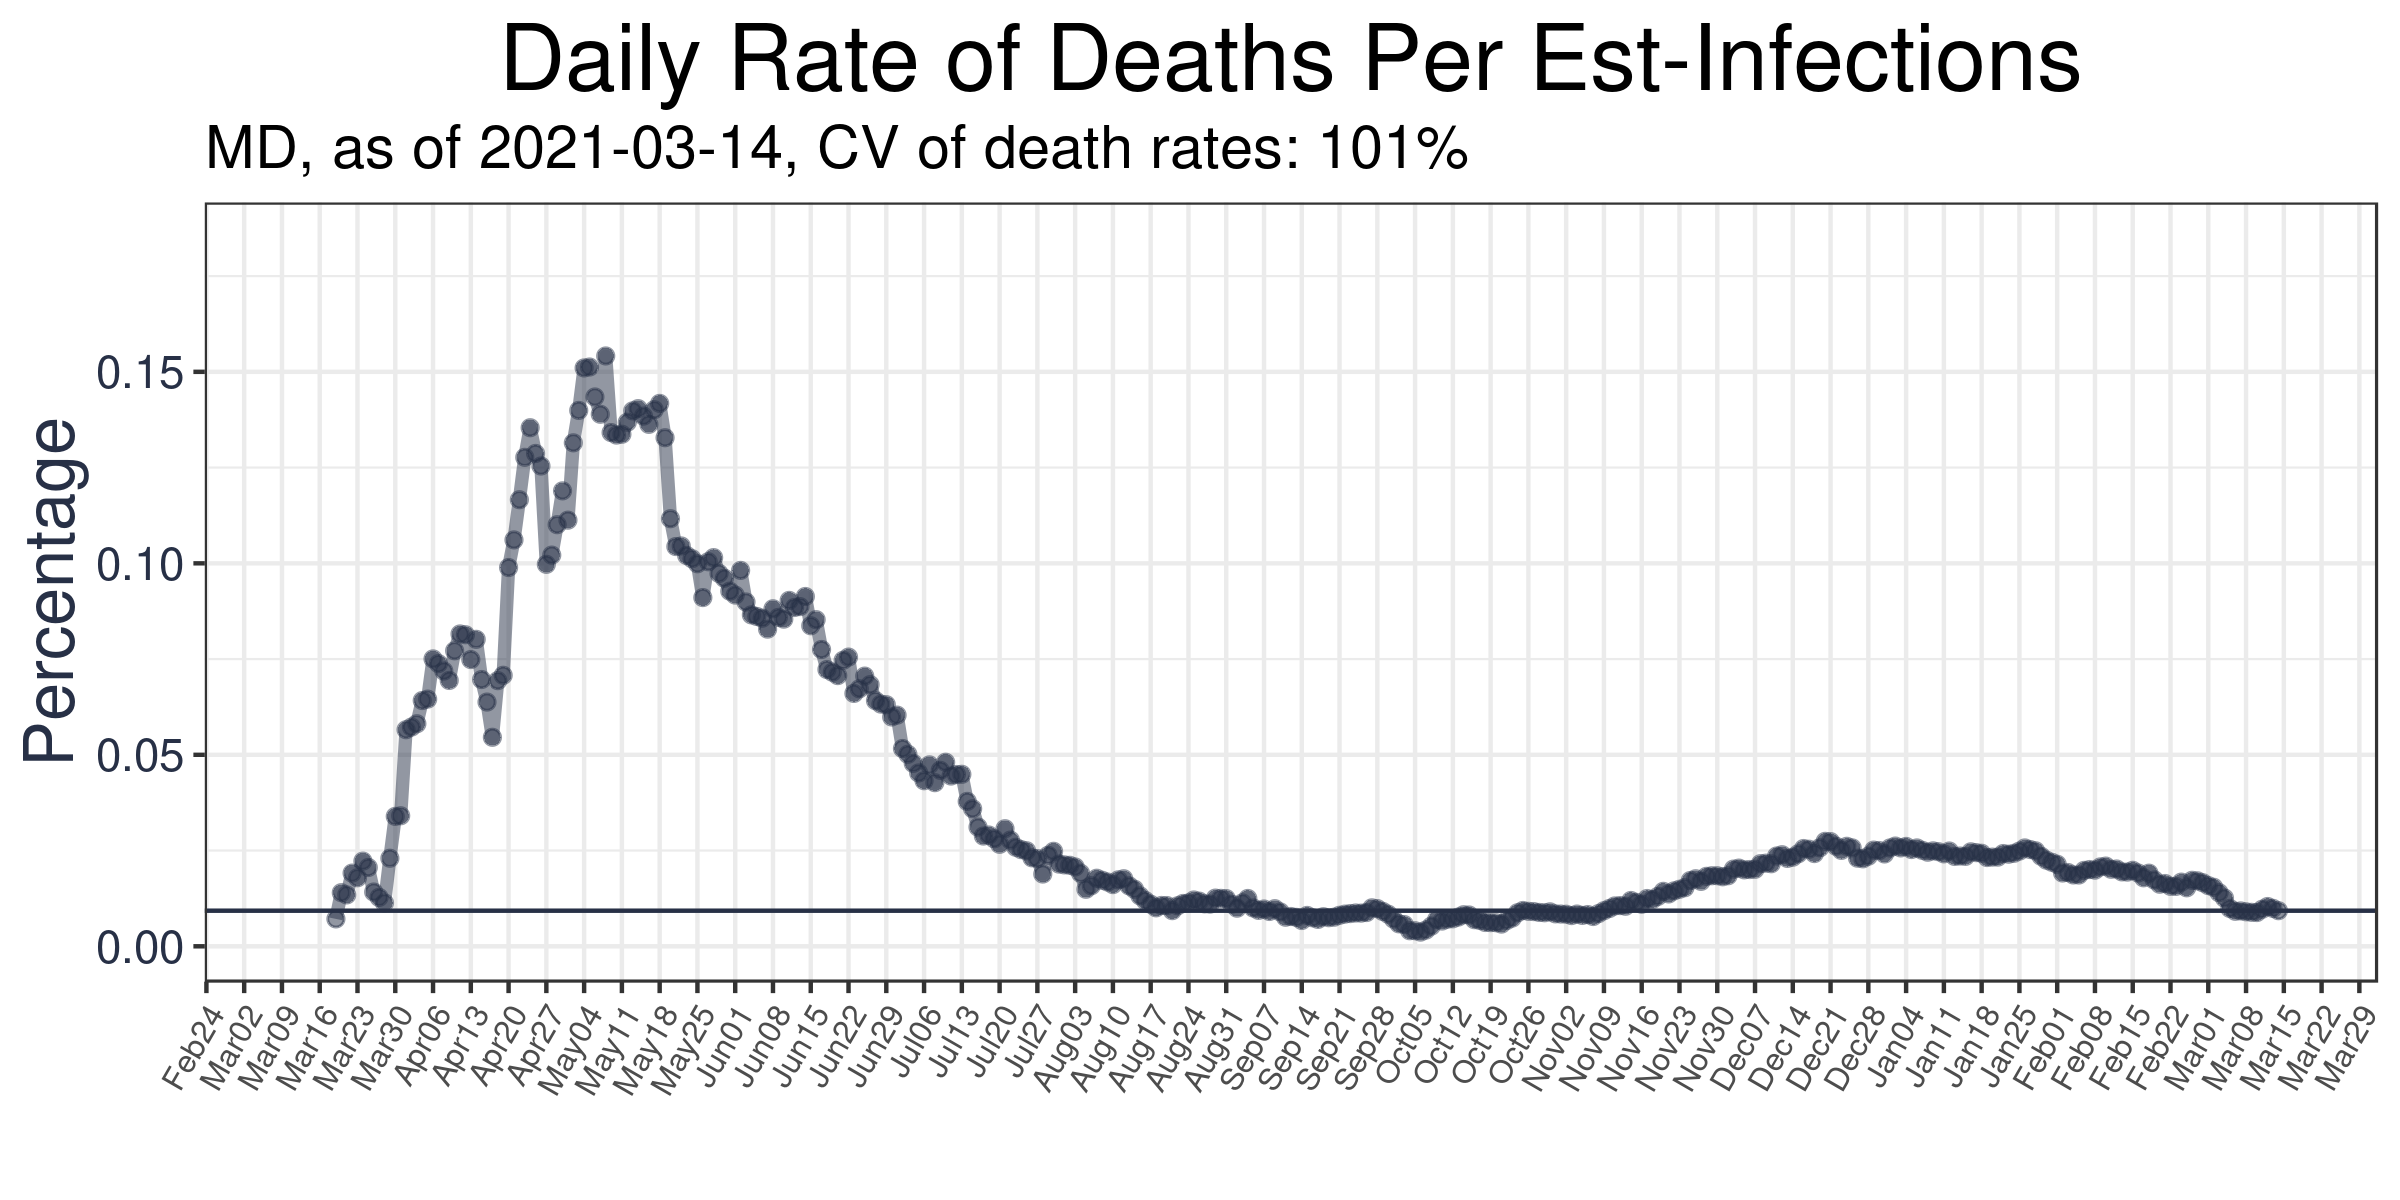 Daily Rate of Deaths Per Est-Infections
MD, as of 2021-03-14, CV of death rates: 101%
Percentage
0.15
0.10
0.05
0.00
Feb24 Mar02 Mar09 Mar16 Mar23 Mar30 Apr06 Apr13 Apr20 Apr27 May04 May11 May18 May25 Jun01 Jun08 Jun15 Jun22 Jun29 Jul06 Jul13 Jul20 Jul27 Aug03 Aug10 Aug17 Aug24 Aug31 Sep07 Sep14 Sep21 Sep28 Oct05 Oct12 Oct19 Oct26 Nov02 Nov09 Nov16 Nov23 Nov30 Dec07 Dec14 Dec21 Dec28 Jan04 Jan11 Jan18 Jan25 Feb01 Feb08 Feb15 Feb22 Mar01 Mar08 Mar15 Mar22 Mar29